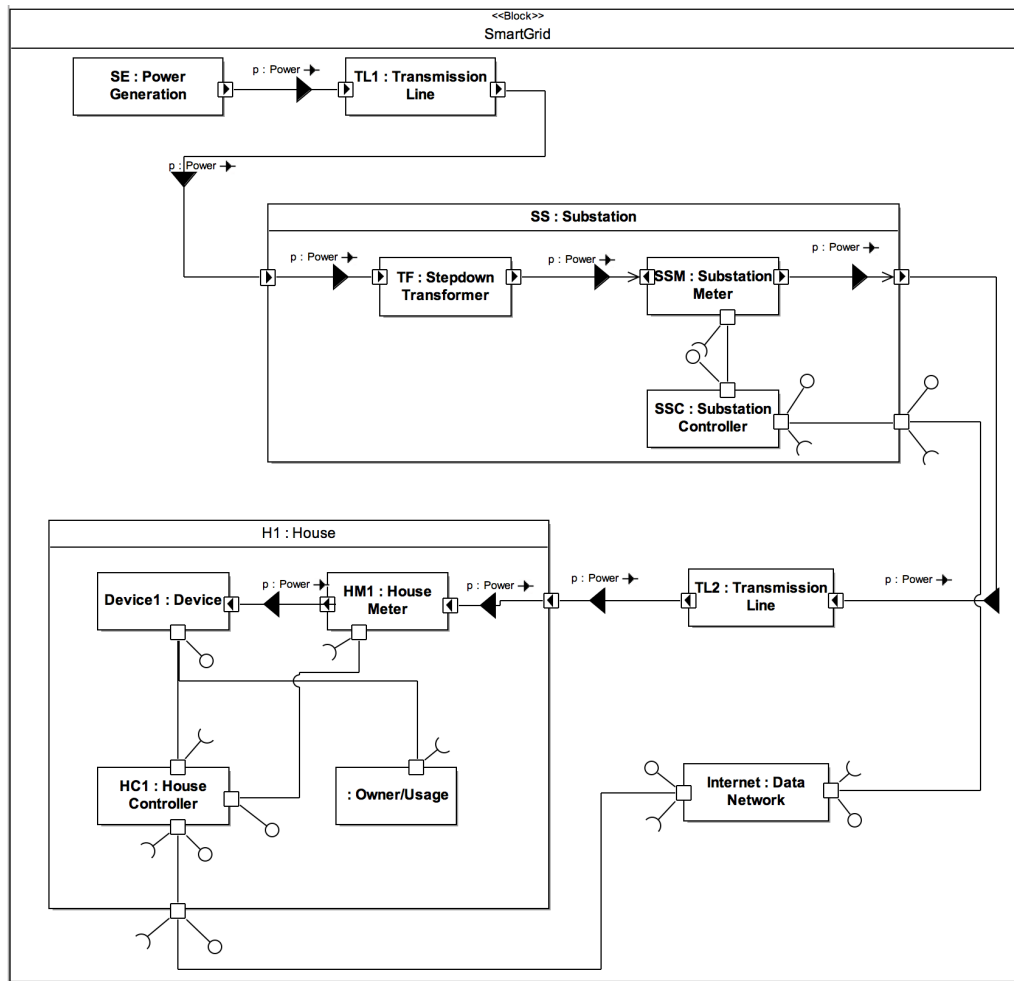 <<Block>>
SmartGrid
SE : Power
Generation
p : Power
TL1 : Transmission
Line
p : Power
SS : Substation
p : Power
TF : Stepdown
Transformer
p : Power
SSM : Substation
Meter
p : Power
SSC : Substation
Controller
H1 : House
Device1 : Device
p : Power
HM1 : House
Meter
p : Power
p : Power
TL2 : Transmission
Line
p : Power
HC1 : House
Controller
: Owner/Usage
Internet : Data
Network